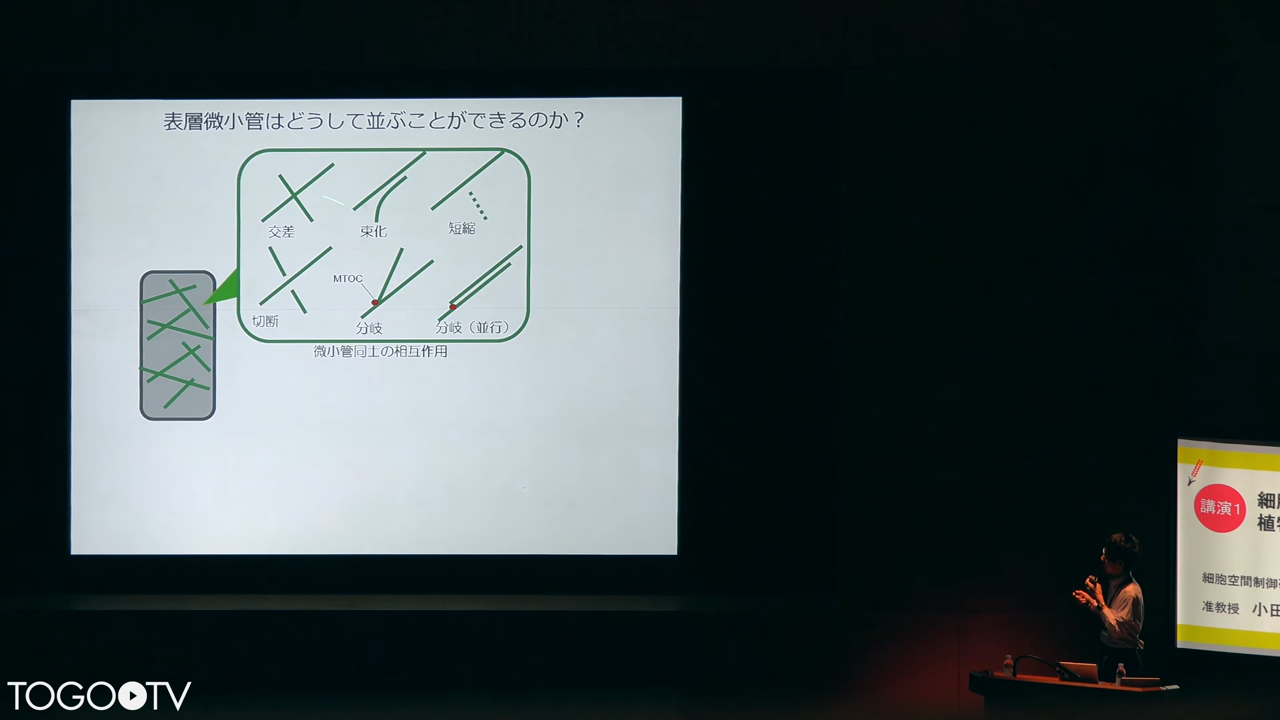 表層微小管はどうして並ぶことができるのか？
交差
束化
短縮
MTOC
切断
分岐
分岐（並行）
微小管同士の相互作用
講演1
細胞
植
細胞空間制御
准教授 小田
TOGO TV